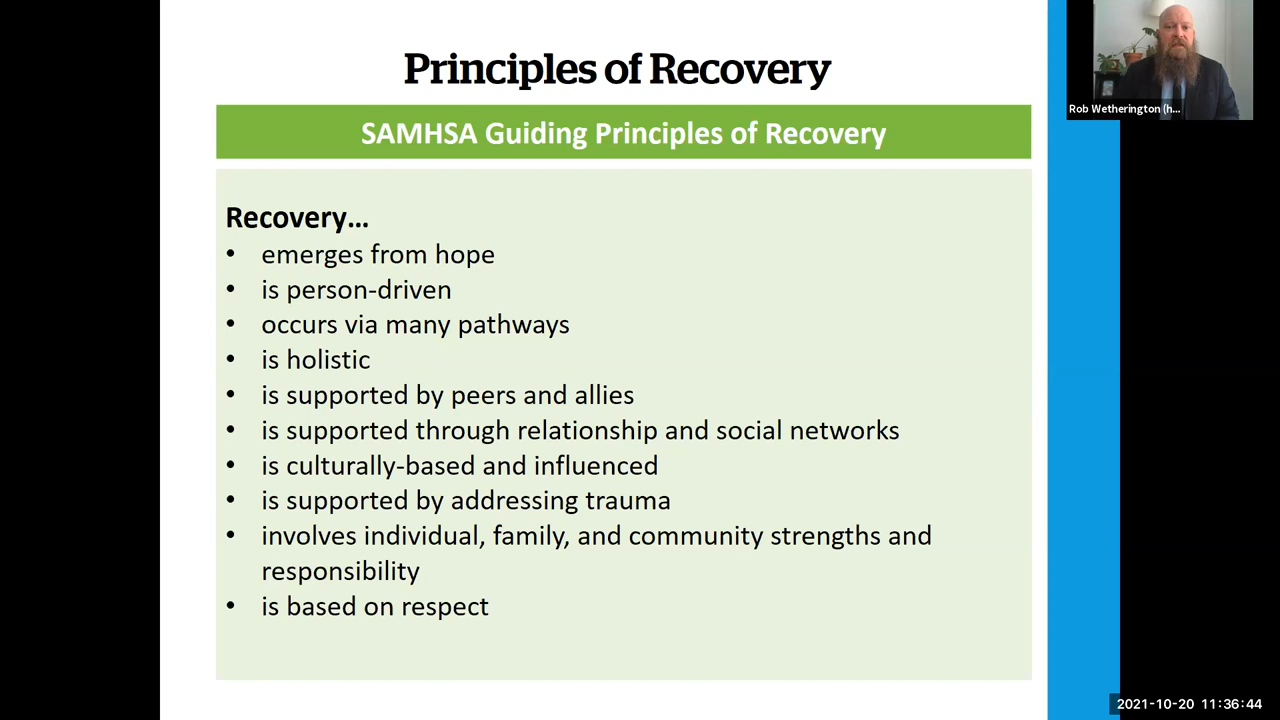 Principles of Recovery
SAMHSA Guiding Principles of Recovery
Recovery...
• emerges from hope
• is person-driven
• occurs via many pathways
• is holistic
• is supported by peers and allies
• is supported through relationship and social networks
• is culturally-based and influenced
• is supported by addressing trauma
• involves individual, family, and community strengths and
responsibility
• is based on respect
Rob Wetherington (h...
2021-10-20 11:36:44